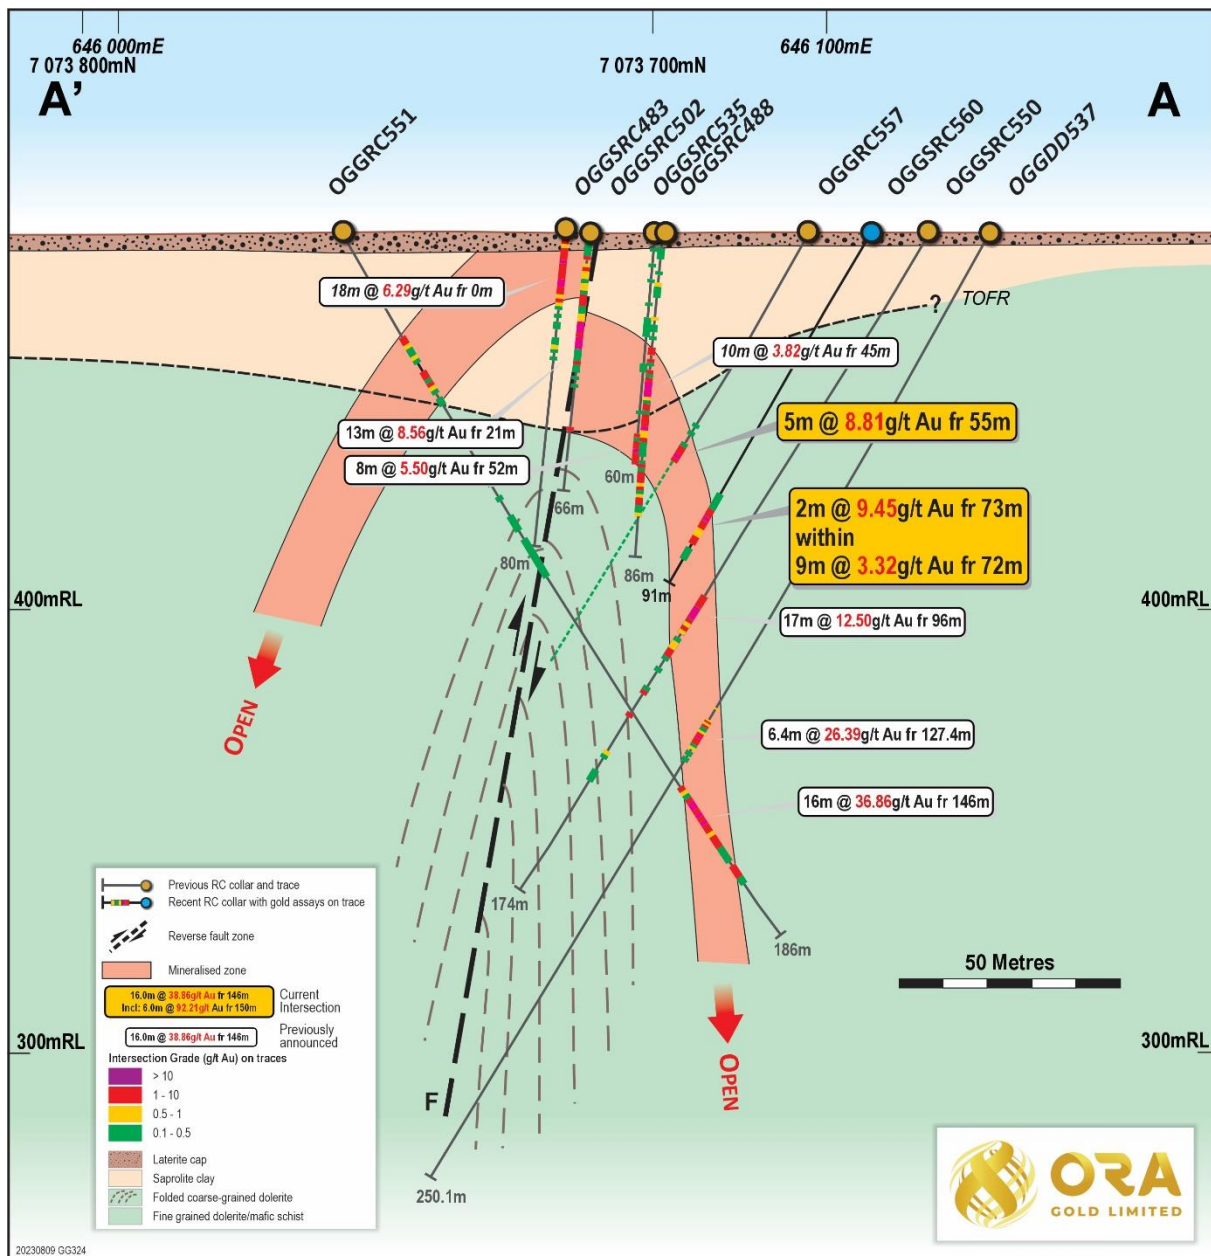 646 000mE
7 073 800mN
7 073 700mN
646 100mE
A’
A
OGGRC551
OGGSRC483
OGGSRC502
OGGSRC535
OGGSRC488
OGGRC557
OGGSRC560
OGGSRC550
OGGDD537
18m @ 6.29g/t Au fr 0m
? TOFR
10m @ 3.82g/t Au fr 45m
13m @ 8.56g/t Au fr 21m
5m @ 8.81g/t Au fr 55m
8m @ 5.50g/t Au fr 52m
60m
66m
2m @ 9.45g/t Au fr 73m
within
9m @ 3.32g/t Au fr 72m
80m
86m
91m
400mRL
400mRL
17m @ 12.50g/t Au fr 96m
OPEN
6.4m @ 26.39g/t Au fr 127.4m
16m @ 36.86g/t Au fr 146m
174m
186m
50 Metres
300mRL
300mRL
OPEN
F
250.1m
Previous RC collar and trace
Recent RC collar with gold assays on trace
Reverse fault zone
Mineralised zone
16.0m @ 38.86g/t Au fr 146m
Incl: 6.0m @ 92.21g/t Au fr 150m
Current
Intersection
16.0m @ 38.86g/t Au fr 146m
Previously
announced
Intersection Grade (g/t Au) on traces
> 10
1 - 10
0.5 - 1
0.1 - 0.5
Laterite cap
Saprolite clay
Folded coarse-grained dolerite
Fine grained dolerite/mafic schist
ORA
GOLD LIMITED
20230809 GG324